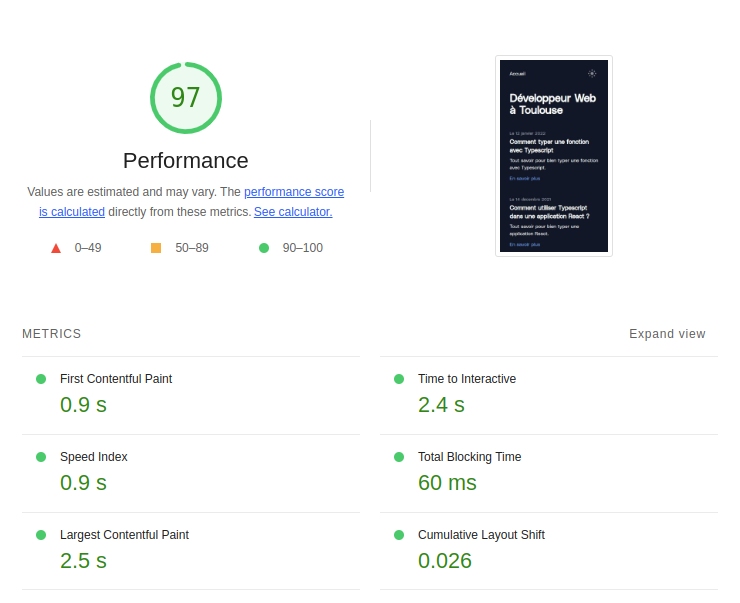 97
Performance
Values are estimated and may vary. The performance score
is calculated directly from these metrics. See calculator.
0–49
50–89
90–100
Accueil
Développeur Web
à Toulouse
Le 12 janvier 2022
Comment typer une fonction
avec Typescript
Tout savoir pour bien typer une fonction
avec Typescript.
En savoir plus
Comment utiliser Typescript
dans une application React ?
Tout savoir pour bien typer une
application React.
En savoir plus
METRICS
Expand view
First Contentful Paint
0.9 s
Time to Interactive
2.4 s
Speed Index
0.9 s
Total Blocking Time
60 ms
Largest Contentful Paint
2.5 s
Cumulative Layout Shift
0.026